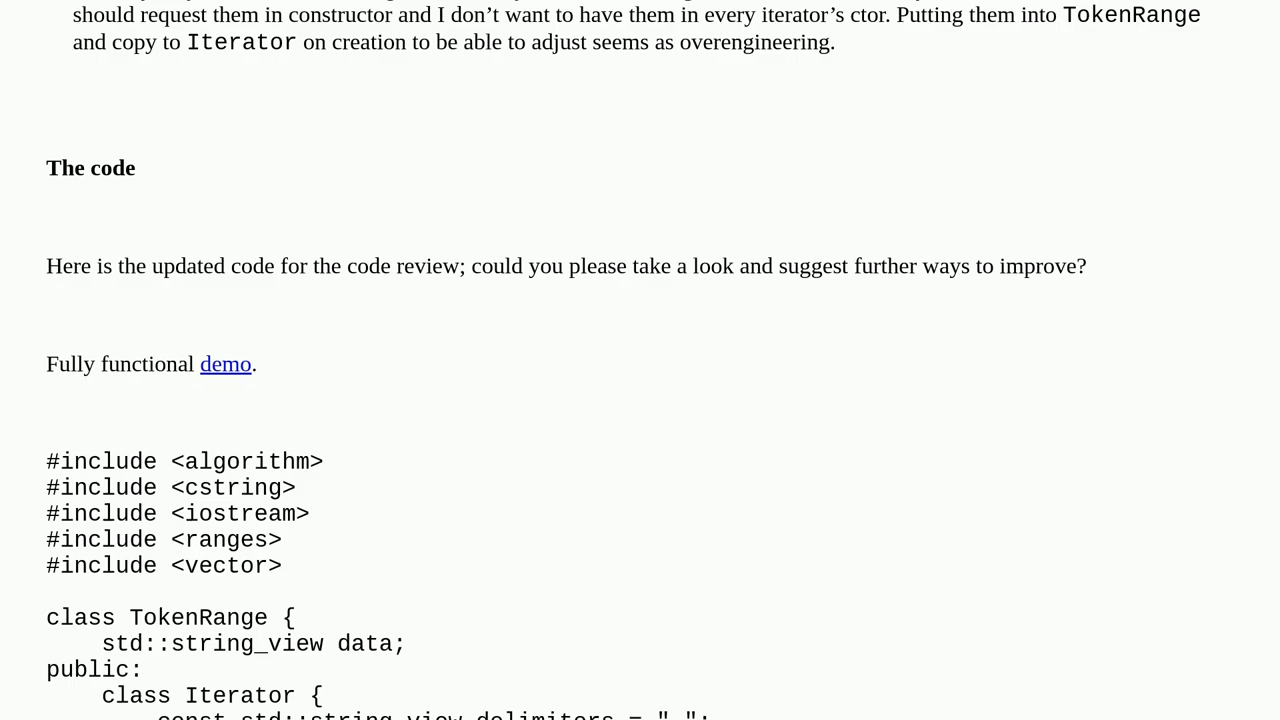 should request them in constructor and I don’t want to have them in every iterator’s ctor. Putting them into TokenRange
and copy to Iterator on creation to be able to adjust seems as overengineering.
The code
Here is the updated code for the code review; could you please take a look and suggest further ways to improve?
Fully functional demo.
#include <algorithm>
#include <cstring>
#include <iostream>
#include <ranges>
#include <vector>
class TokenRange {
    std::string_view data;
public:
    class Iterator {
        const std::string_view delimiters = " ";